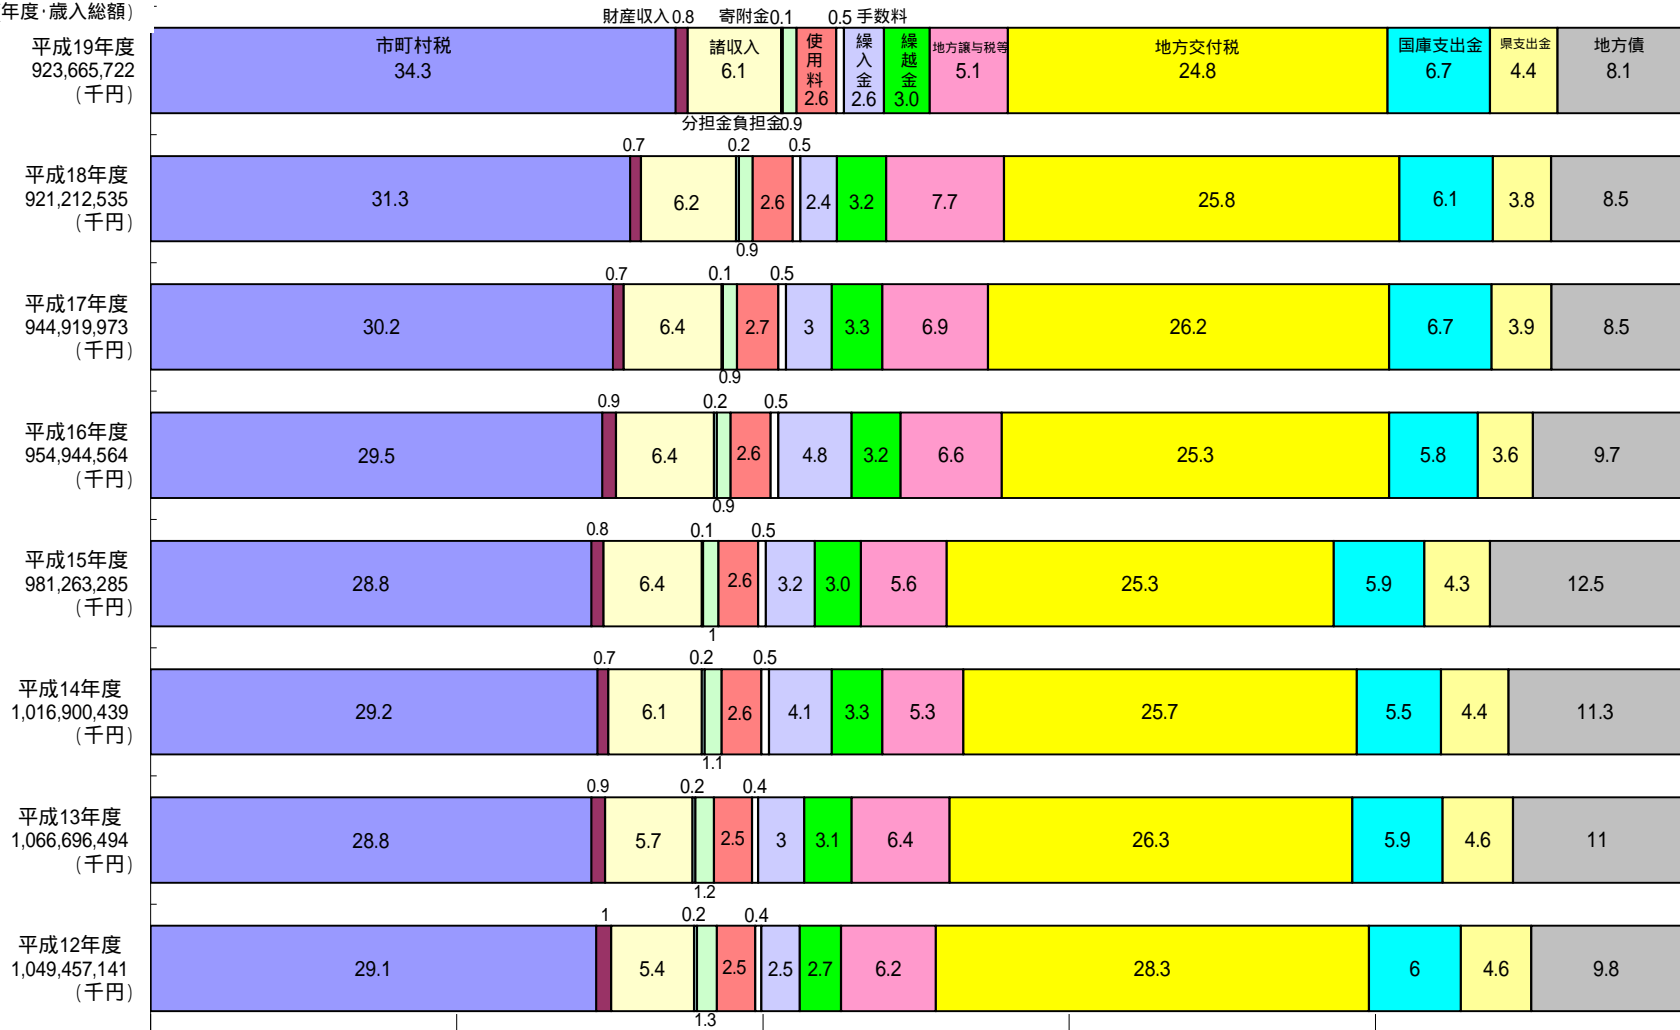 年度・歳入総額)
財産収入0.8 寄附金0.1 0.5 手数料
平成19年度
923,665,722
(千円)
市町村税
34.3
諸収入
6.1
使用料
2.6
繰入金
2.6
繰越金
3.0
地方譲与税等
5.1
地方交付税
24.8
国庫支出金
6.7
県支出金
4.4
地方債
8.1
分担金負担金0.9
0.7 0.2 0.5
平成18年度
921,212,535
(千円)
31.3 6.2 2.6 2.4 3.2 7.7 25.8 6.1 3.8 8.5
0.9
0.7 0.1 0.5
平成17年度
944,919,973
(千円)
30.2 6.4 2.7 3 3.3 6.9 26.2 6.7 3.9 8.5
0.9
0.9 0.2 0.5
平成16年度
954,944,564
(千円)
29.5 6.4 2.6 4.8 3.2 6.6 25.3 5.8 3.6 9.7
0.9
0.8 0.1 0.5
平成15年度
981,263,285
(千円)
28.8 6.4 2.6 3.2 3.0 5.6 25.3 5.9 4.3 12.5
1
0.7 0.2 0.5
平成14年度
1,016,900,439
(千円)
29.2 6.1 2.6 4.1 3.3 5.3 25.7 5.5 4.4 11.3
1.1
0.9 0.2 0.4
平成13年度
1,066,696,494
(千円)
28.8 5.7 2.5 3 3.1 6.4 26.3 5.9 4.6 11
1.2
1 0.2 0.4
平成12年度
1,049,457,141
(千円)
29.1 5.4 2.5 2.5 2.7 6.2 28.3 6 4.6 9.8
1.3